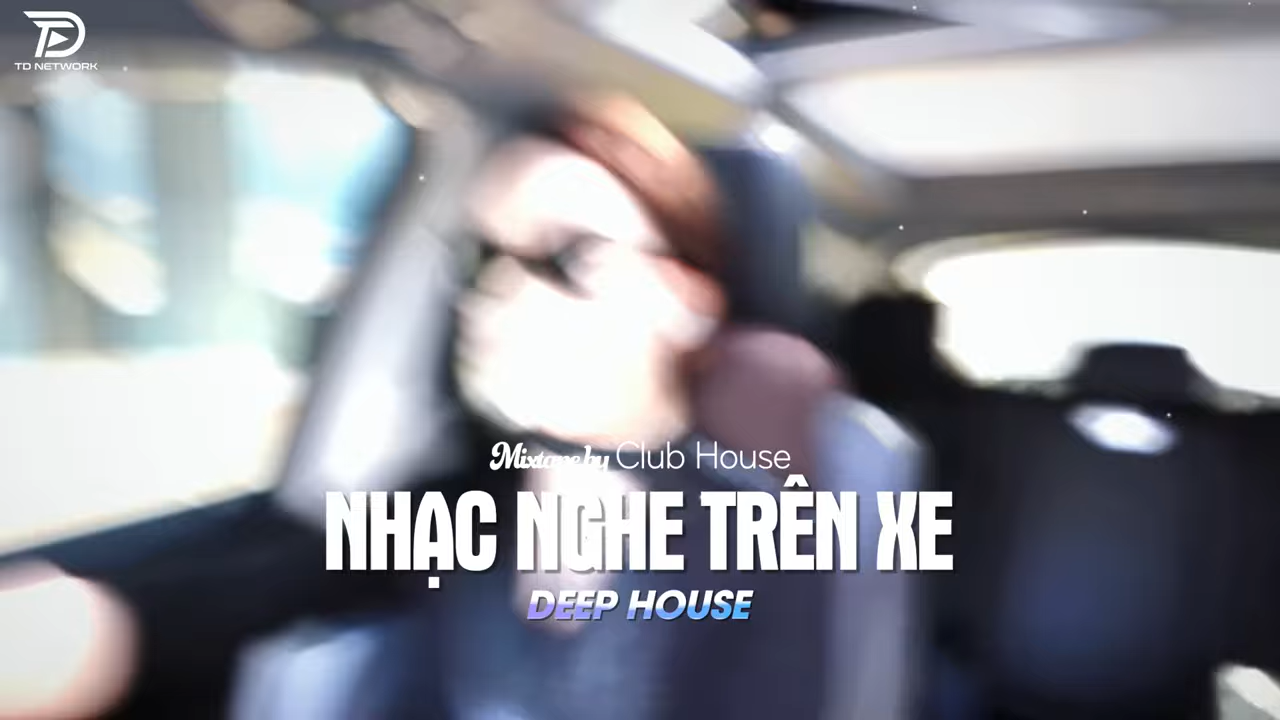 TD NETWORK
Mixtape by Club House
NHẠC NGHE TRÊN XE
DEEP HOUSE